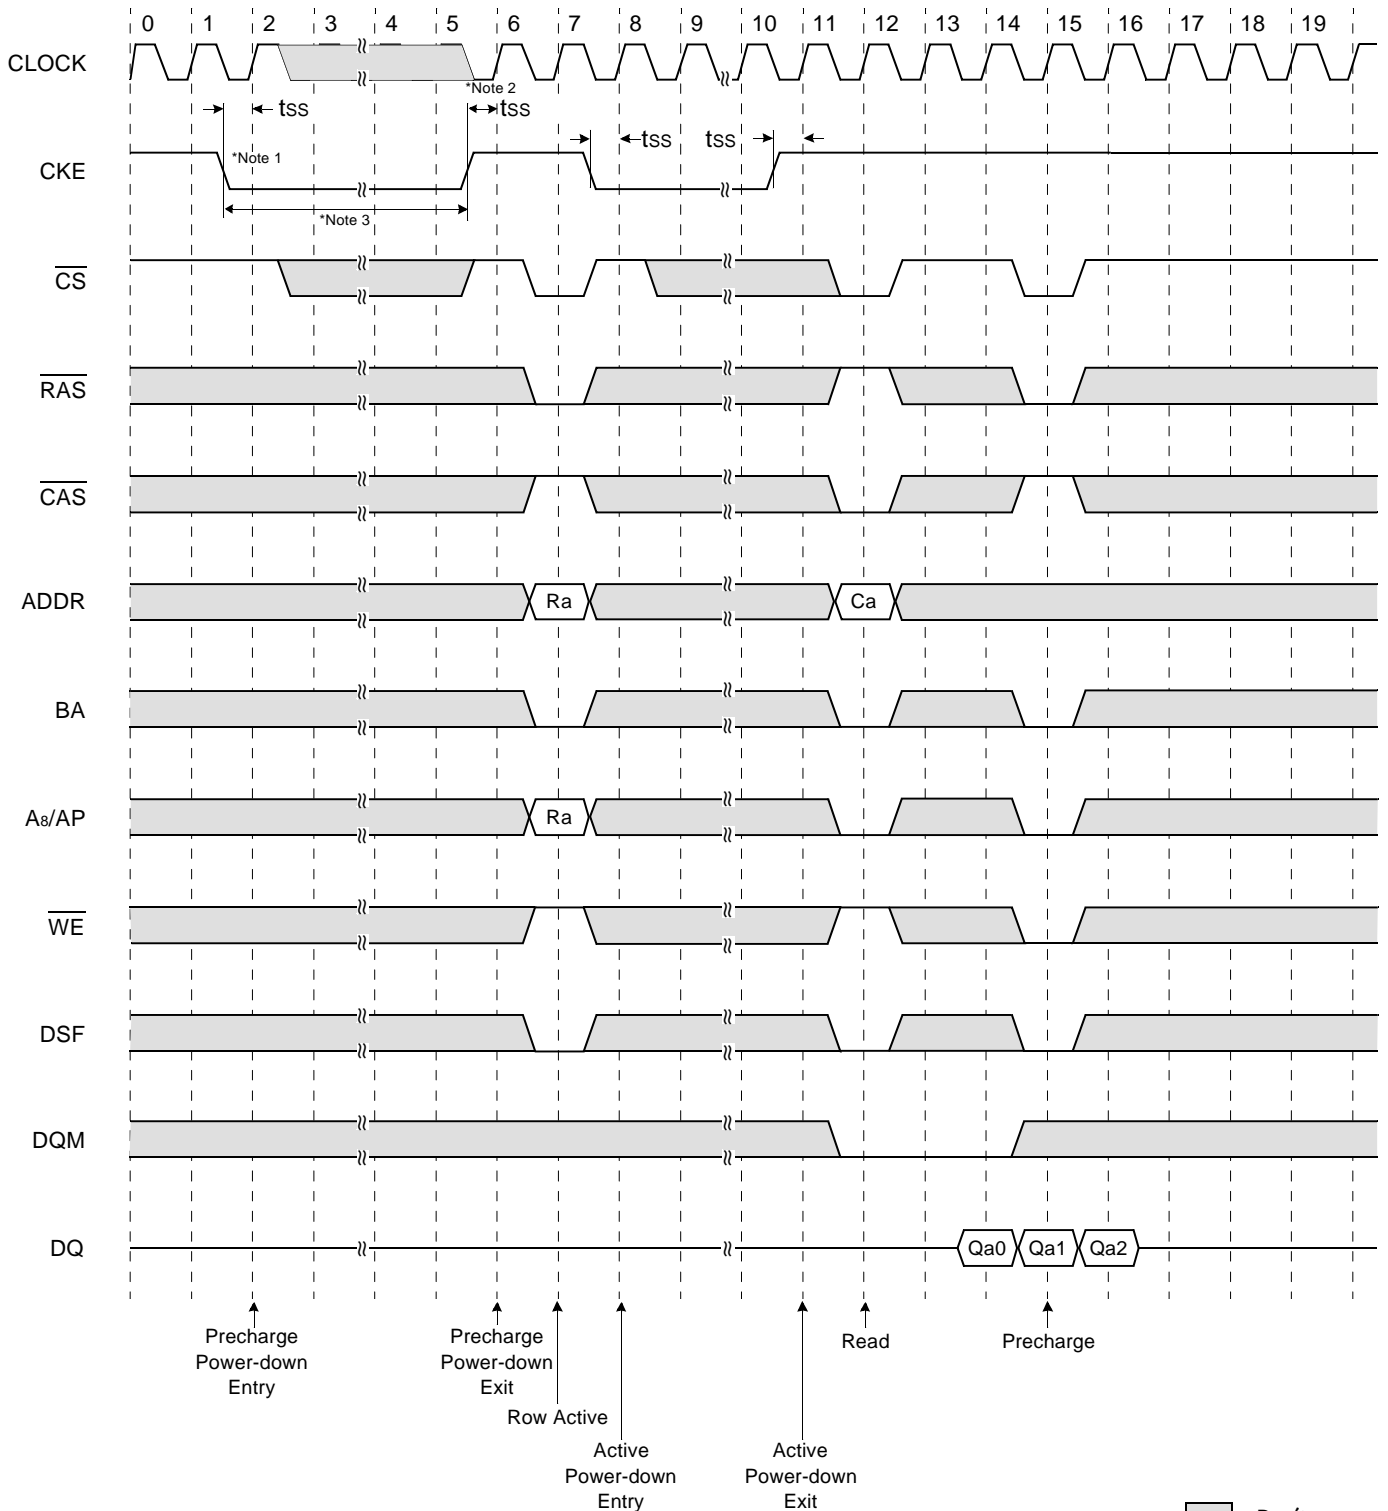 0 1 2 3 4 5 6 7 8 9 10 11 12 13 14 15 16 17 18 19
CLOCK
*Note 2
tSS tSS
tSS tSS
*Note 1
CKE
*Note 3
CS
RAS
CAS
ADDR Ra Ca
BA
A8/AP Ra
WE
DSF
DQM
DQ Qa0 Qa1 Qa2
Precharge
Power-down
Entry
Precharge
Power-down
Exit
Row Active
Active
Power-down
Entry
Active
Power-down
Exit
Read
Precharge